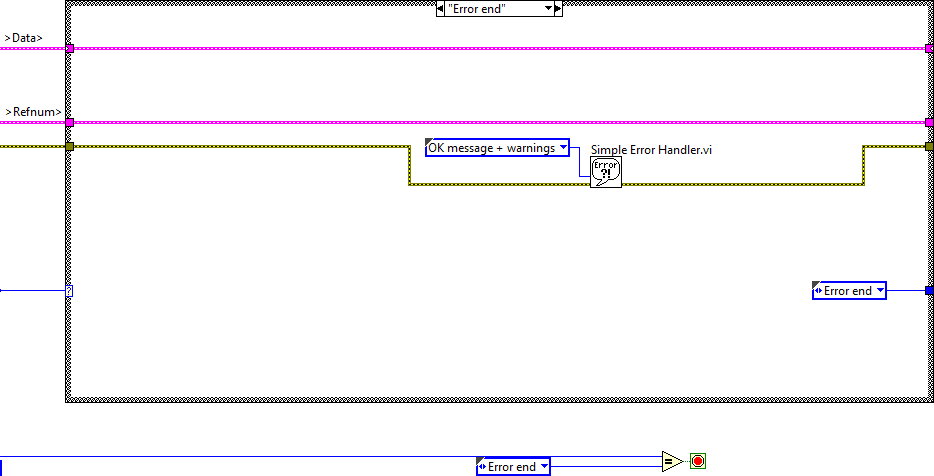 "Error end"
>Data>
>Refnum>
OK message + warnings
Simple Error Handler.vi
Error
?!
?
Error end
Error end
=